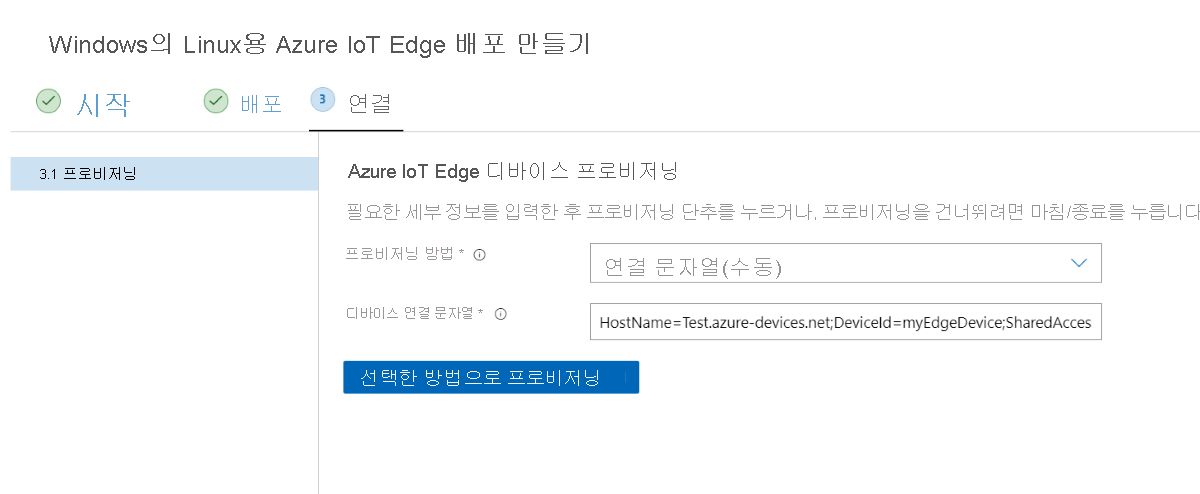 Windows의 Linux용 Azure IoT Edge 배포 만들기
시작 배포 3 연결
3.1 프로비저닝
Azure IoT Edge 디바이스 프로비저닝
필요한 세부 정보를 입력한 후 프로비저닝 단추를 누르거나, 프로비저닝을 건너뛰려면 마침/종료를 누릅니다
프로비저닝 방법 * 연결 문자열(수동)
디바이스 연결 문자열 * HostName=Test.azure-devices.net;DeviceId=myEdgeDevice;SharedAcces
선택한 방법으로 프로비저닝